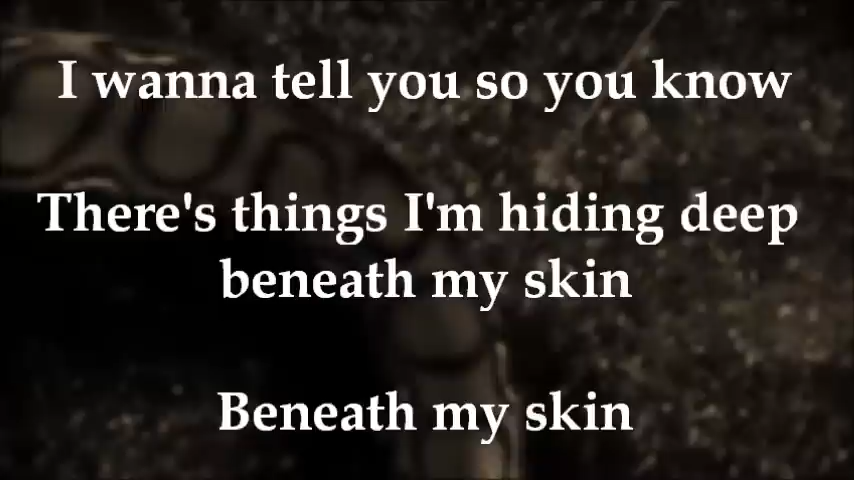 I wanna tell you so you know
There's things I'm hiding deep
beneath my skin
Beneath my skin